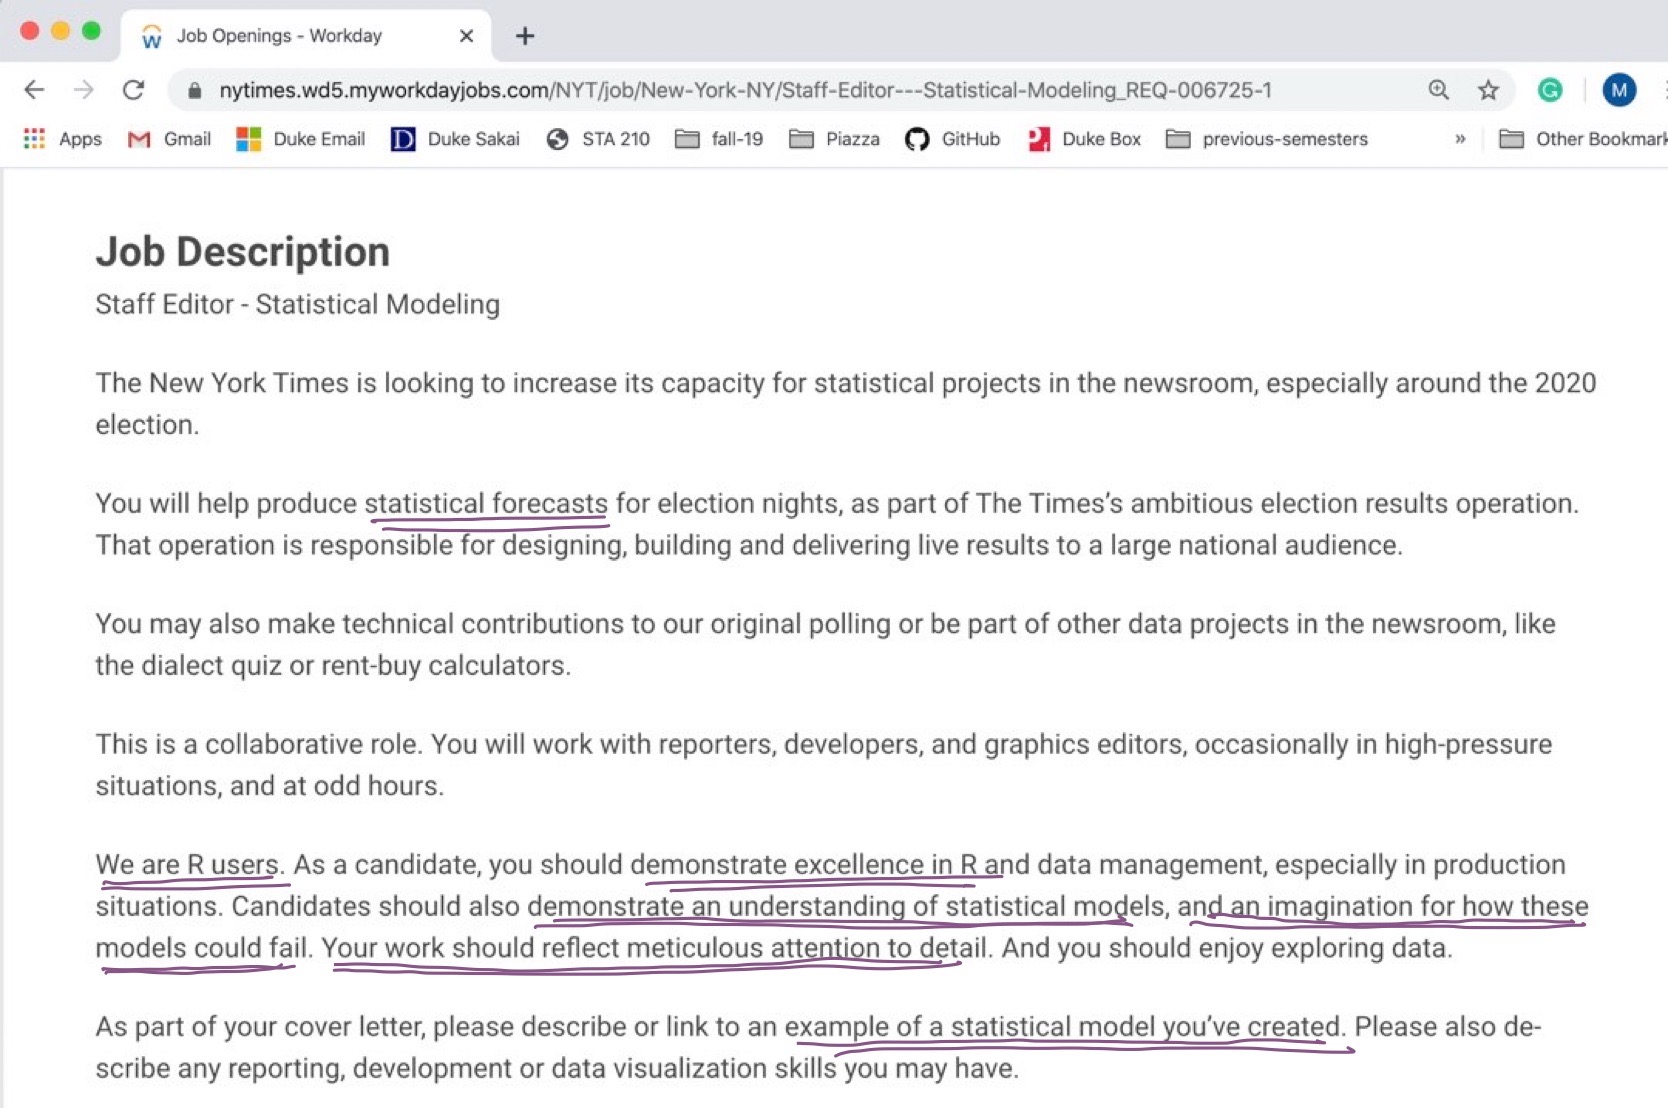 Job Openings - Workday
nytimes.wd5.myworkdayjobs.com/NYT/job/New-York-NY/Staff-Editor---Statistical-Modeling_REQ-006725-1
G
M
Apps Gmail Duke Email Duke Sakai STA 210 fall-19 Piazza GitHub Duke Box previous-semesters » Other Bookmark
Job Description
Staff Editor - Statistical Modeling
The New York Times is looking to increase its capacity for statistical projects in the newsroom, especially around the 2020
election.
You will help produce statistical forecasts for election nights, as part of The Times’s ambitious election results operation.
That operation is responsible for designing, building and delivering live results to a large national audience.
You may also make technical contributions to our original polling or be part of other data projects in the newsroom, like
the dialect quiz or rent-buy calculators.
This is a collaborative role. You will work with reporters, developers, and graphics editors, occasionally in high-pressure
situations, and at odd hours.
We are R users. As a candidate, you should demonstrate excellence in R and data management, especially in production
situations. Candidates should also demonstrate an understanding of statistical models, and an imagination for how these
models could fail. Your work should reflect meticulous attention to detail. And you should enjoy exploring data.
As part of your cover letter, please describe or link to an example of a statistical model you’ve created. Please also de-
scribe any reporting, development or data visualization skills you may have.